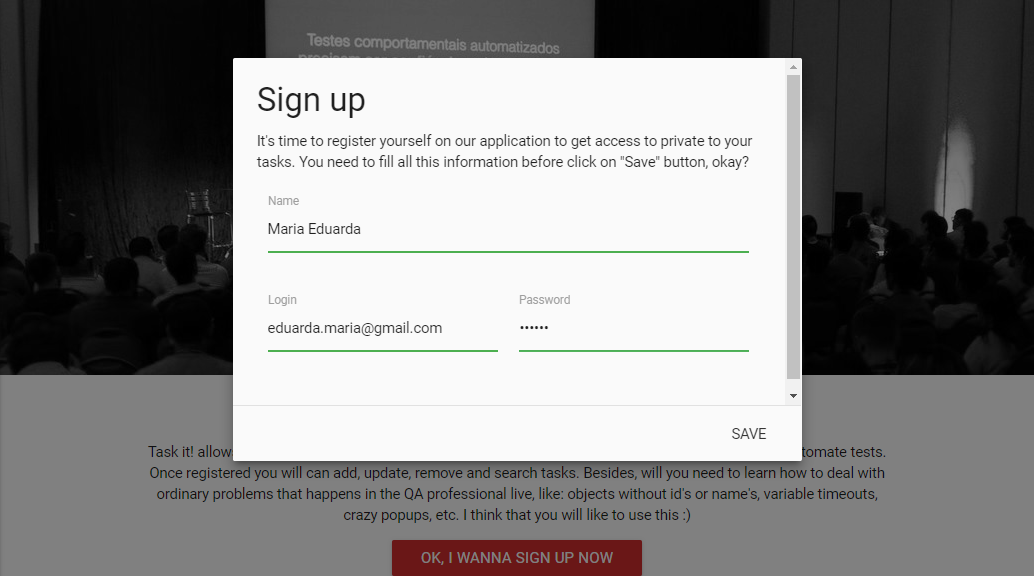 Testes comportamentais automatizados
Sign up
It's time to register yourself on our application to get access to private to your
tasks. You need to fill all this information before click on "Save" button, okay?
Name
Maria Eduarda
Login
Password
eduarda.maria@gmail.com
••••••
SAVE
Task it! allow
tomate tests.
Once registered you will can add, update, remove and search tasks. Besides, will you need to learn how to deal with
ordinary problems that happens in the QA professional live, like: objects without id's or name's, variable timeouts,
crazy popups, etc. I think that you will like to use this :)
OK, I WANNA SIGN UP NOW